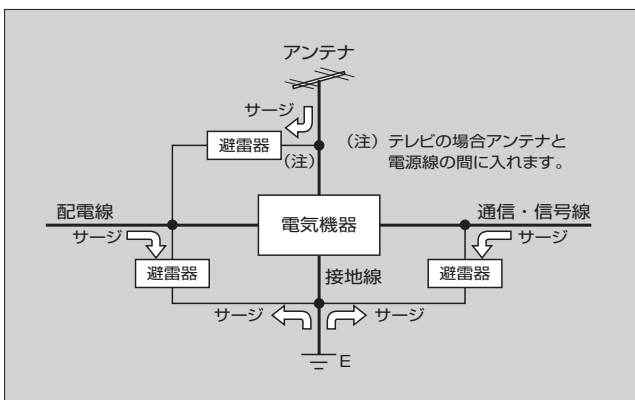 アンテナ
サージ
避雷器
(注)
(注) テレビの場合アンテナと
電源線の間に入れます。
配電線
電気機器
通信・信号線
サージ
サージ
避雷器
接地線
避雷器
サージ
サージ
E